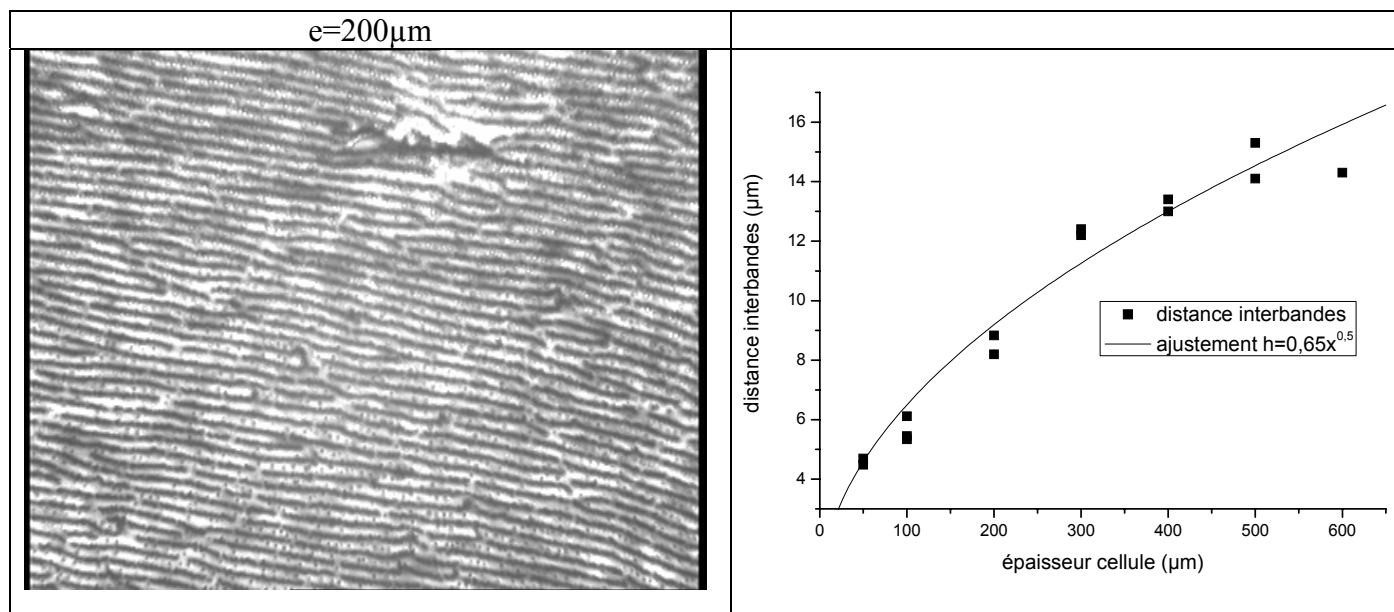 e=200µm
distance interbandes (µm)
16
14
12
10
8
6
4
0
100
200
300
400
500
600
épaisseur cellule (µm)
distance interbandes
ajustement h=0,65x^0,5